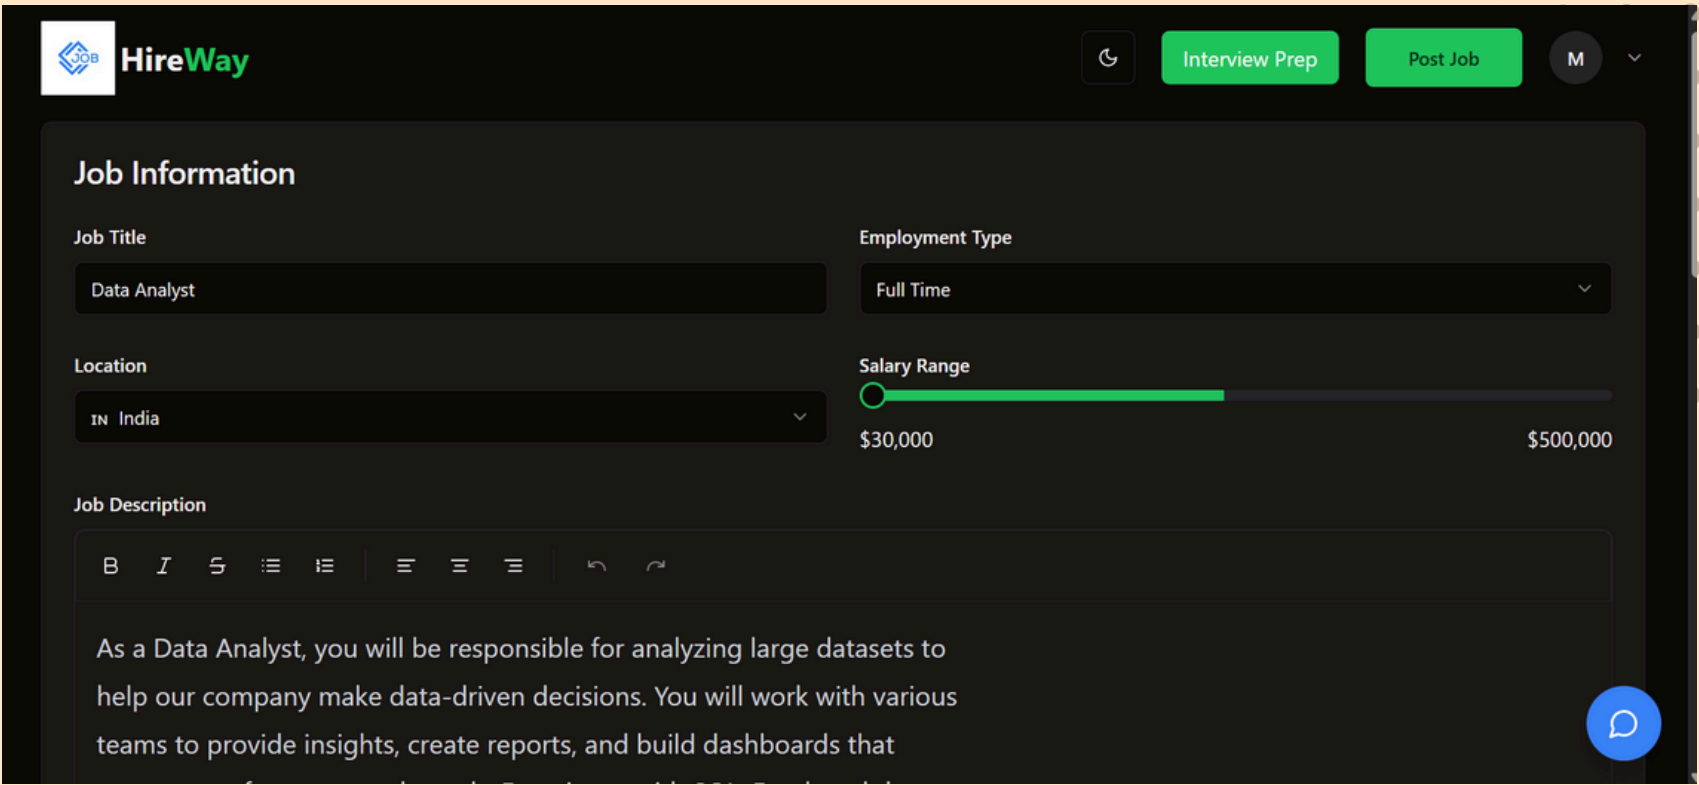 JOB
HireWay
Interview Prep
Post Job
M
Job Information
Job Title
Employment Type
Data Analyst
Full Time
Location
Salary Range
IN India
$30,000
$500,000
Job Description
B I S
As a Data Analyst, you will be responsible for analyzing large datasets to
help our company make data-driven decisions. You will work with various
teams to provide insights, create reports, and build dashboards that